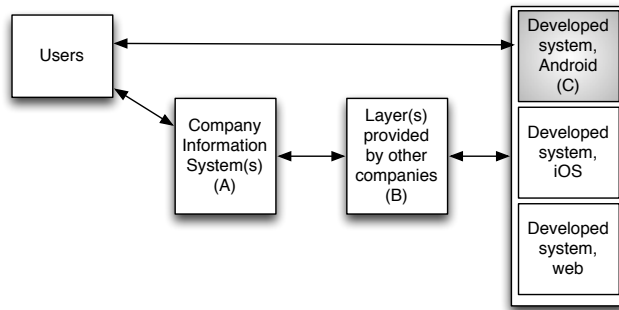 Users
Company
Information
System(s)
(A)
Layer(s)
provided
by other
companies
(B)
Developed
system,
Android
(C)
Developed
system,
iOS
Developed
system,
web